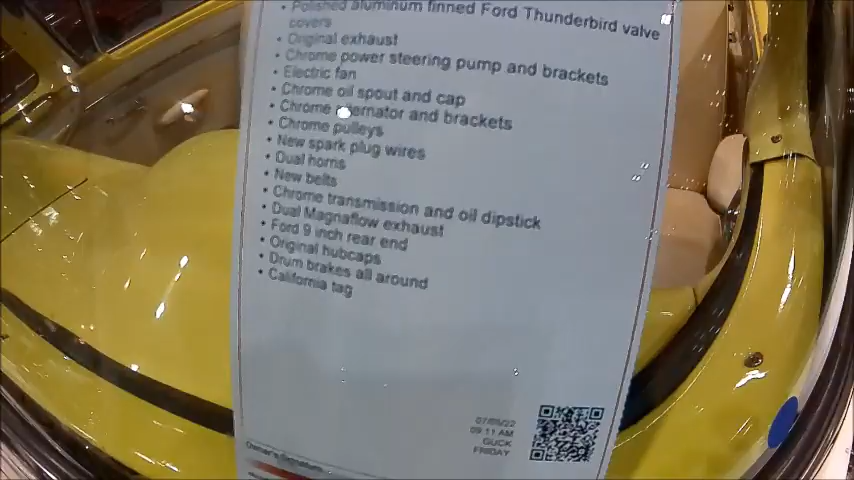 • Polished aluminum finned Ford Thunderbird valve
covers
• Original exhaust
• Chrome power steering pump and brackets
• Electric fan
• Chrome oil spout and cap
• Chrome alternator and brackets
• Chrome pulleys
• New spark plug wires
• Dual horns
• New belts
• Chrome transmission and oil dipstick
• Dual Magnaflow exhaust
• Ford 9 inch rear end
• Original hubcaps
• Drum brakes all around
• California tag
09:11 AM
FRIDAY
Owner's